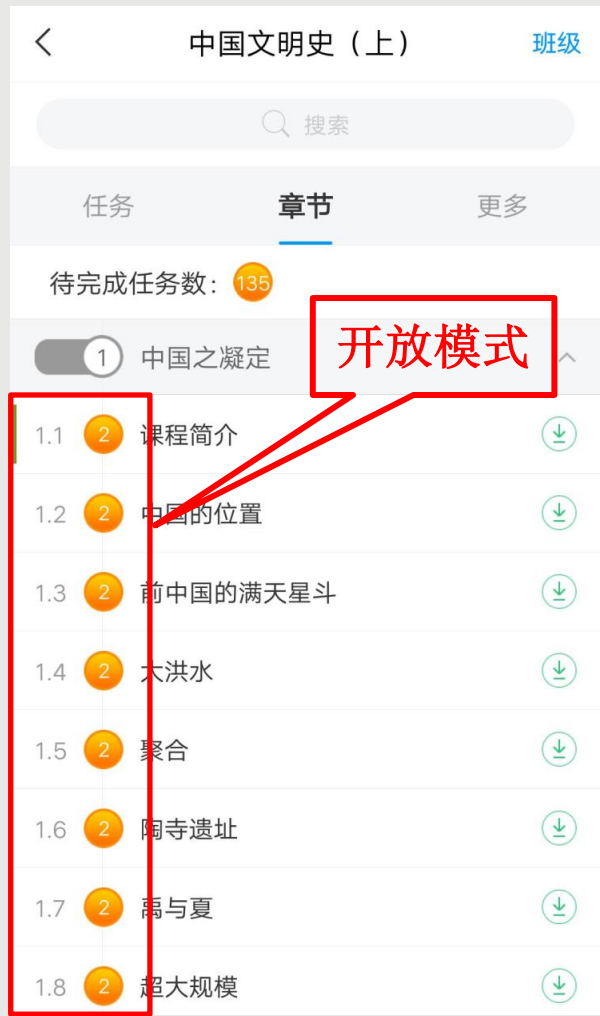 中国文明史（上）
班级
搜索
任务
章节
更多
待完成任务数：135
开放模式
1 中国之凝定
1.1 2 课程简介
1.2 2 中国的位置
1.3 2 前中国的满天星斗
1.4 2 大洪水
1.5 2 聚合
1.6 2 陶寺遗址
1.7 2 禹与夏
1.8 2 超大规模